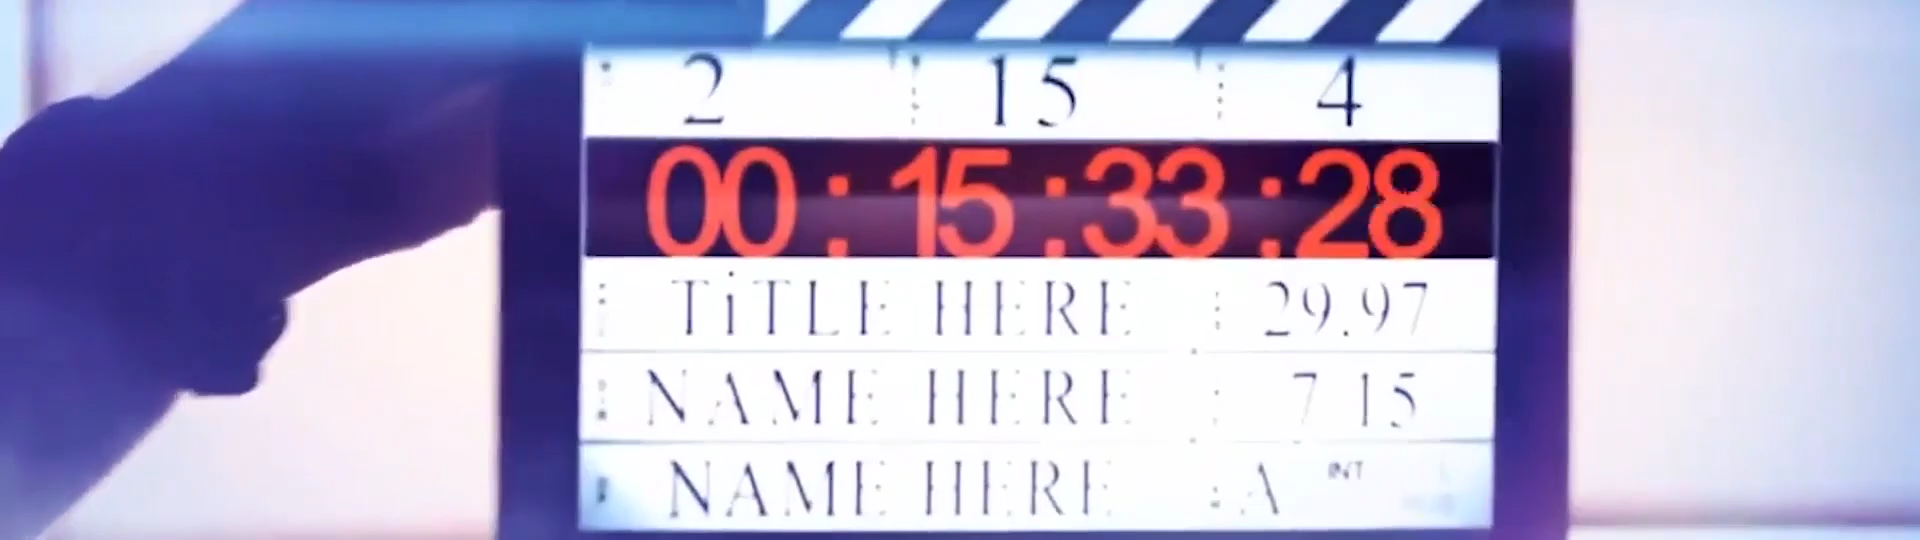 2 15 4
00:15:33:28
TiTLE HERE 29.97
NAME HERE 7 15
NAME HERE A INT